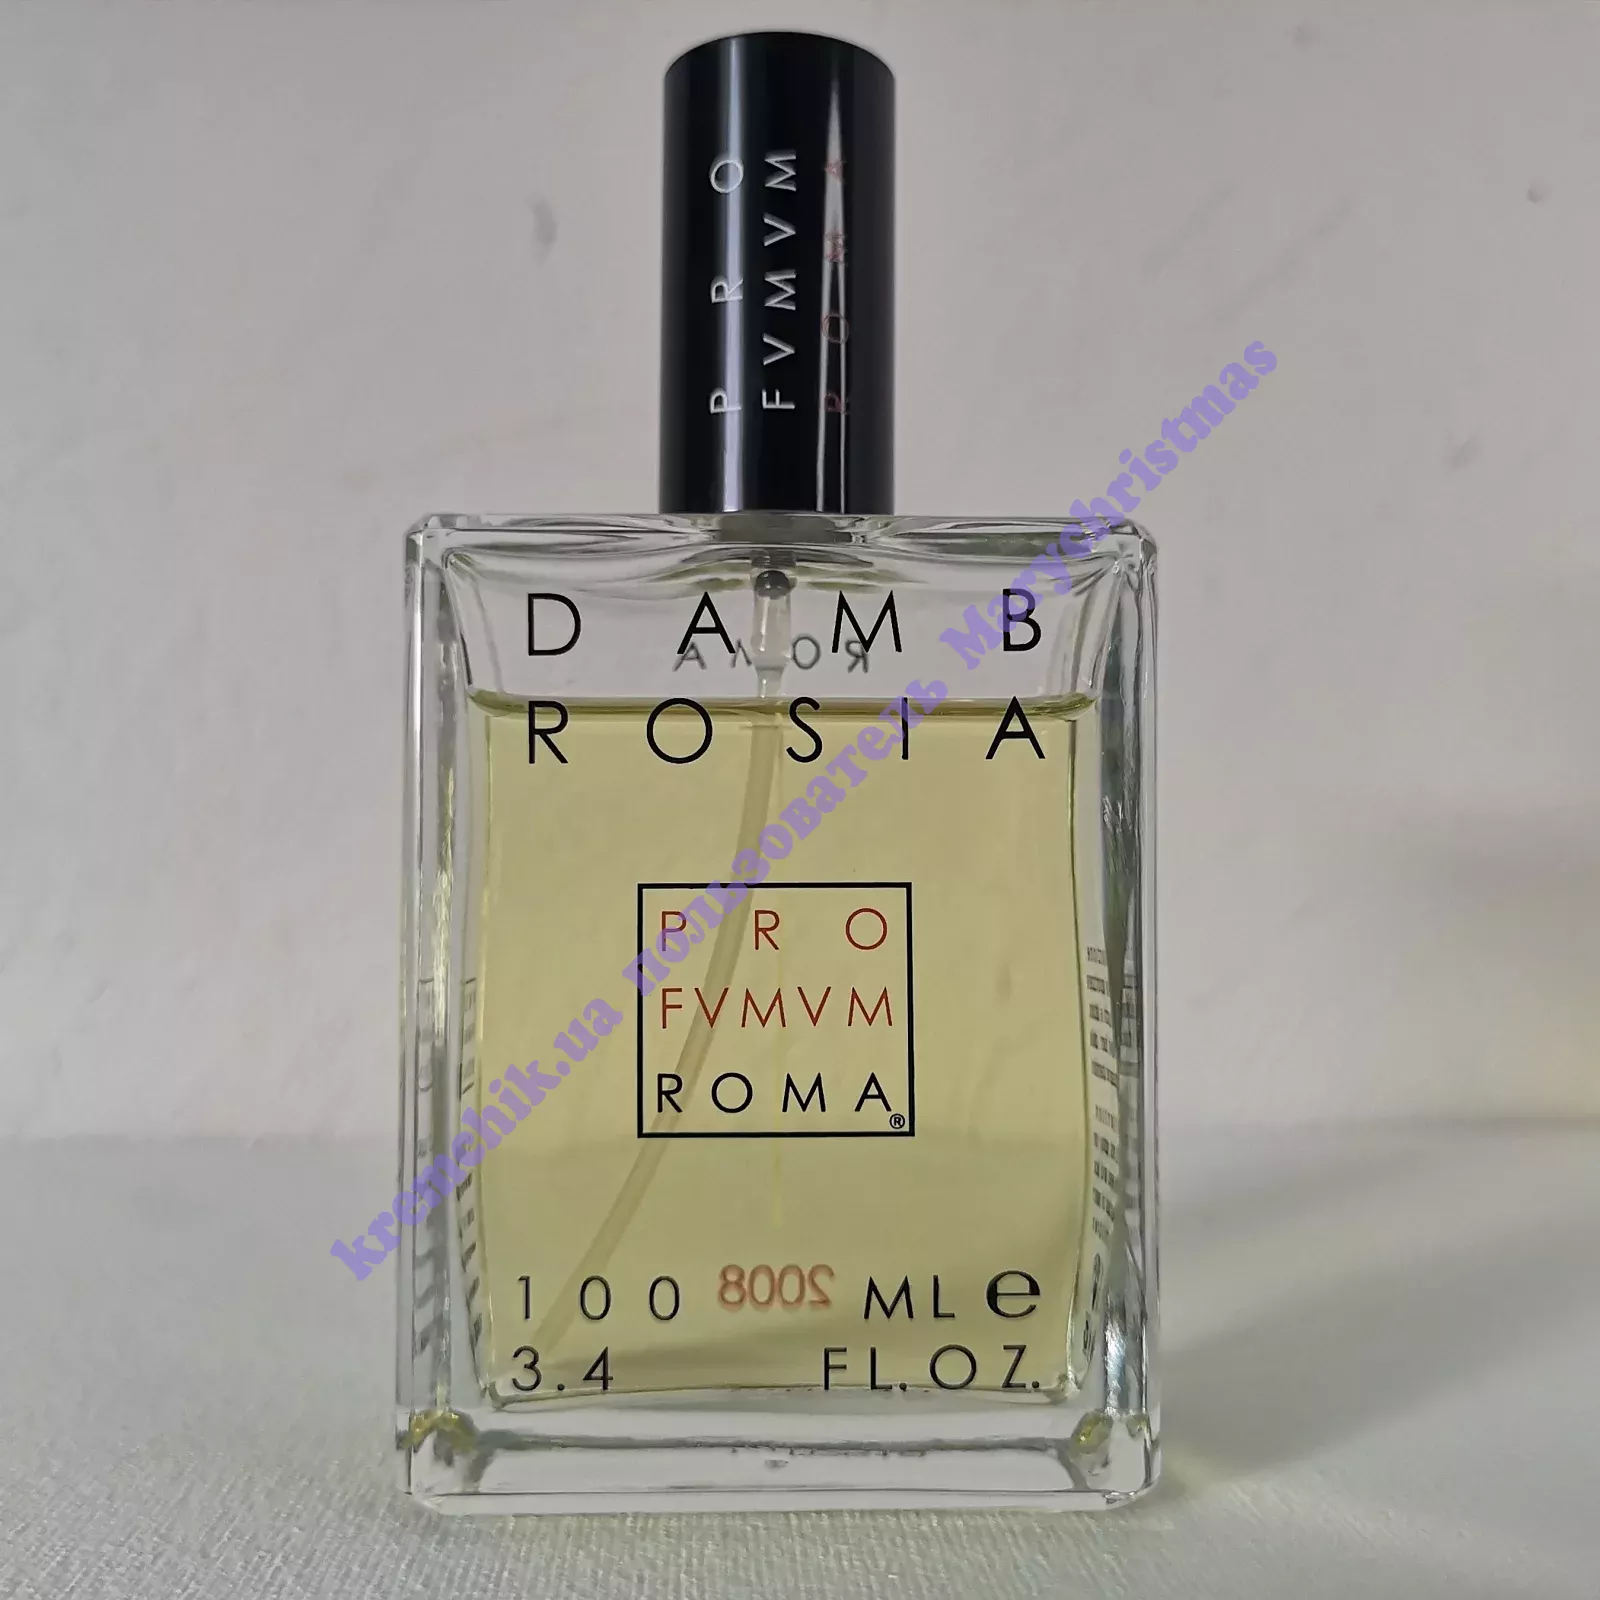 PRO
FVMVM
ROMA
DAMB
ROMA
ROSIA
PRO
FVMVM
ROMA®
100 2008 ML e
3.4 FL.OZ.
kremchik.ua пользователь Marychristmas